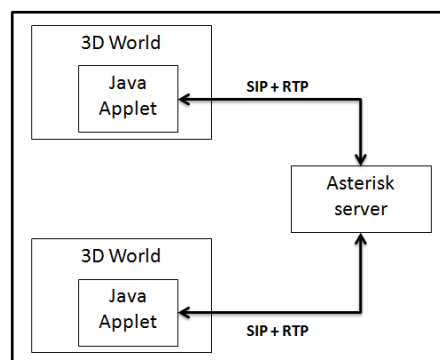 3D World
Java
Applet
SIP + RTP
Asterisk
server
3D World
Java
Applet
SIP + RTP